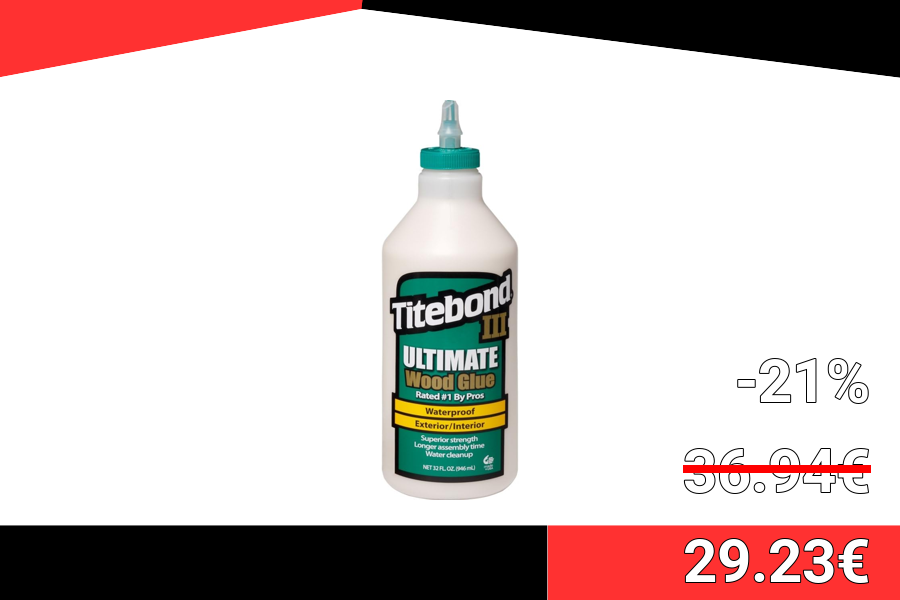 Titebond
III
ULTIMATE
Wood Glue
Rated #1 By Pros
Waterproof
Exterior/Interior
Superior strength
Longer assembly time
Water cleanup
NET 32 FL. OZ. (946 mL)
-21%
36.94€
29.23€